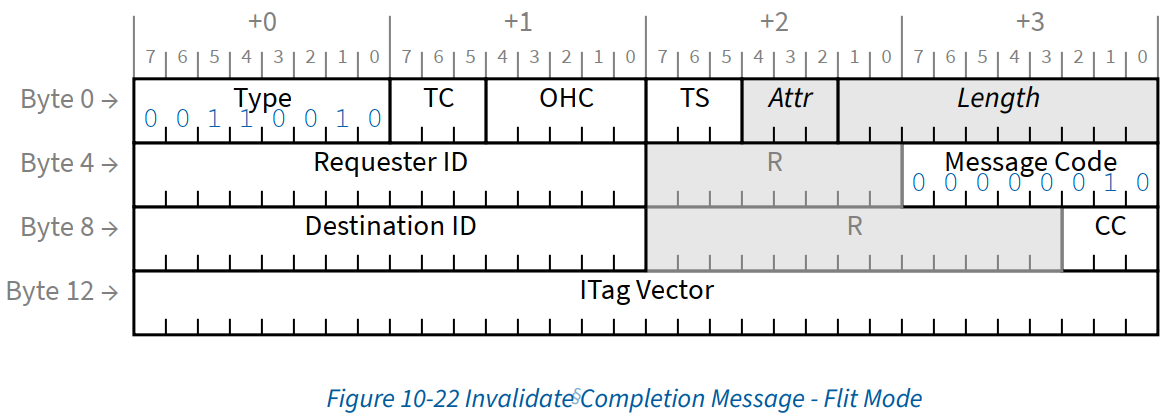 +0 +1 +2 +3
7 6 5 4 3 2 1 0 7 6 5 4 3 2 1 0 7 6 5 4 3 2 1 0 7 6 5 4 3 2 1 0
Byte 0 → Type TC OHC TS Attr Length
0 0 1 1 0 0 1 0
Byte 4 → Requester ID R Message Code
0 0 0 0 0 0 1 0
Byte 8 → Destination ID R CC
Byte 12 → ITag Vector
Figure 10-22 Invalidate§Completion Message - Flit Mode